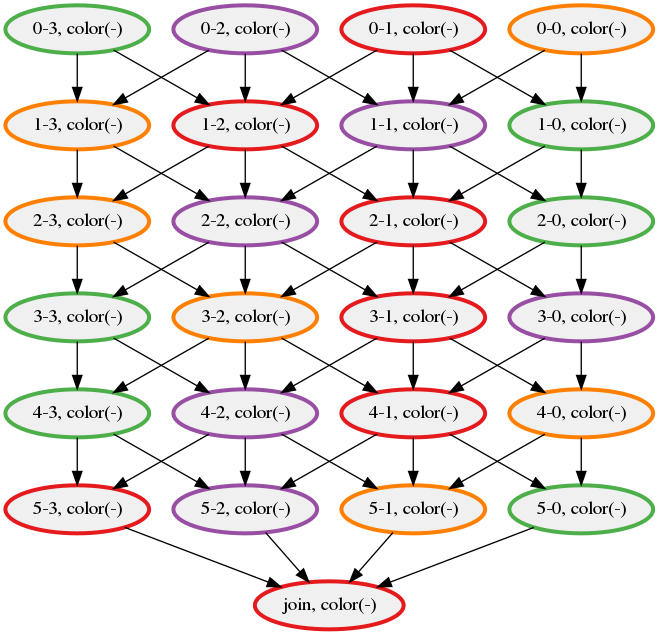 0-3, color(-) 0-2, color(-) 0-1, color(-) 0-0, color(-)
1-3, color(-) 1-2, color(-) 1-1, color(-) 1-0, color(-)
2-3, color(-) 2-2, color(-) 2-1, color(-) 2-0, color(-)
3-3, color(-) 3-2, color(-) 3-1, color(-) 3-0, color(-)
4-3, color(-) 4-2, color(-) 4-1, color(-) 4-0, color(-)
5-3, color(-) 5-2, color(-) 5-1, color(-) 5-0, color(-)
join, color(-)